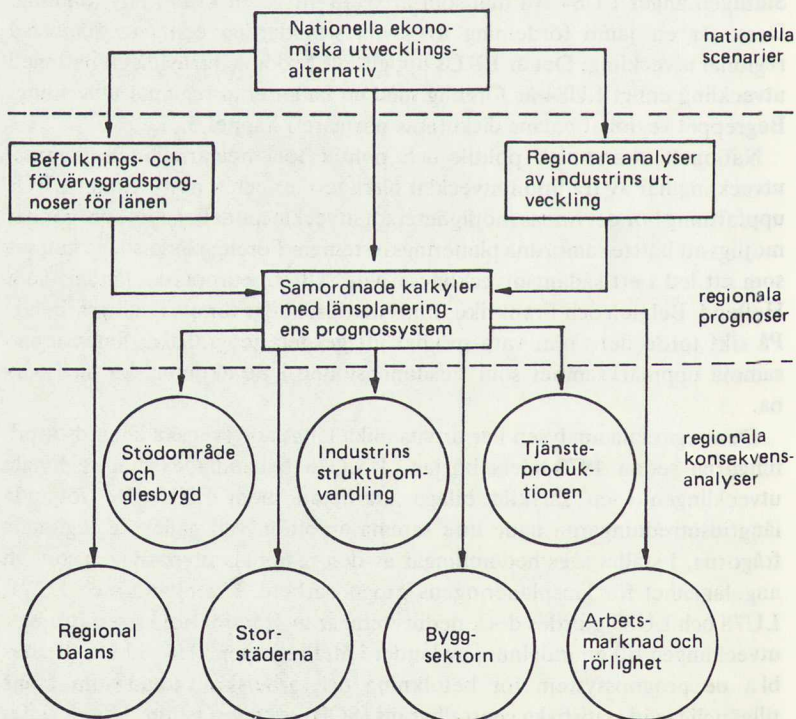 Nationella ekono-
miska utvecklings-
alternativ
nationella
scenarier
Befolknings- och
förvärvsgradsprog-
noser för länen
Regionala analyser
av industrins ut-
veckling
Samordnade kalkyler
med länsplanering-
ens prognossystem
regionala
prognoser
Stödområde
och
glesbygd
Industrins
strukturom-
vandling
Tjänste-
produk-
tionen
regionala
konsekvens-
analyser
Regional
balans
Stor-
städerna
Bygg-
sektorn
Arbets-
marknad och
rörlighet